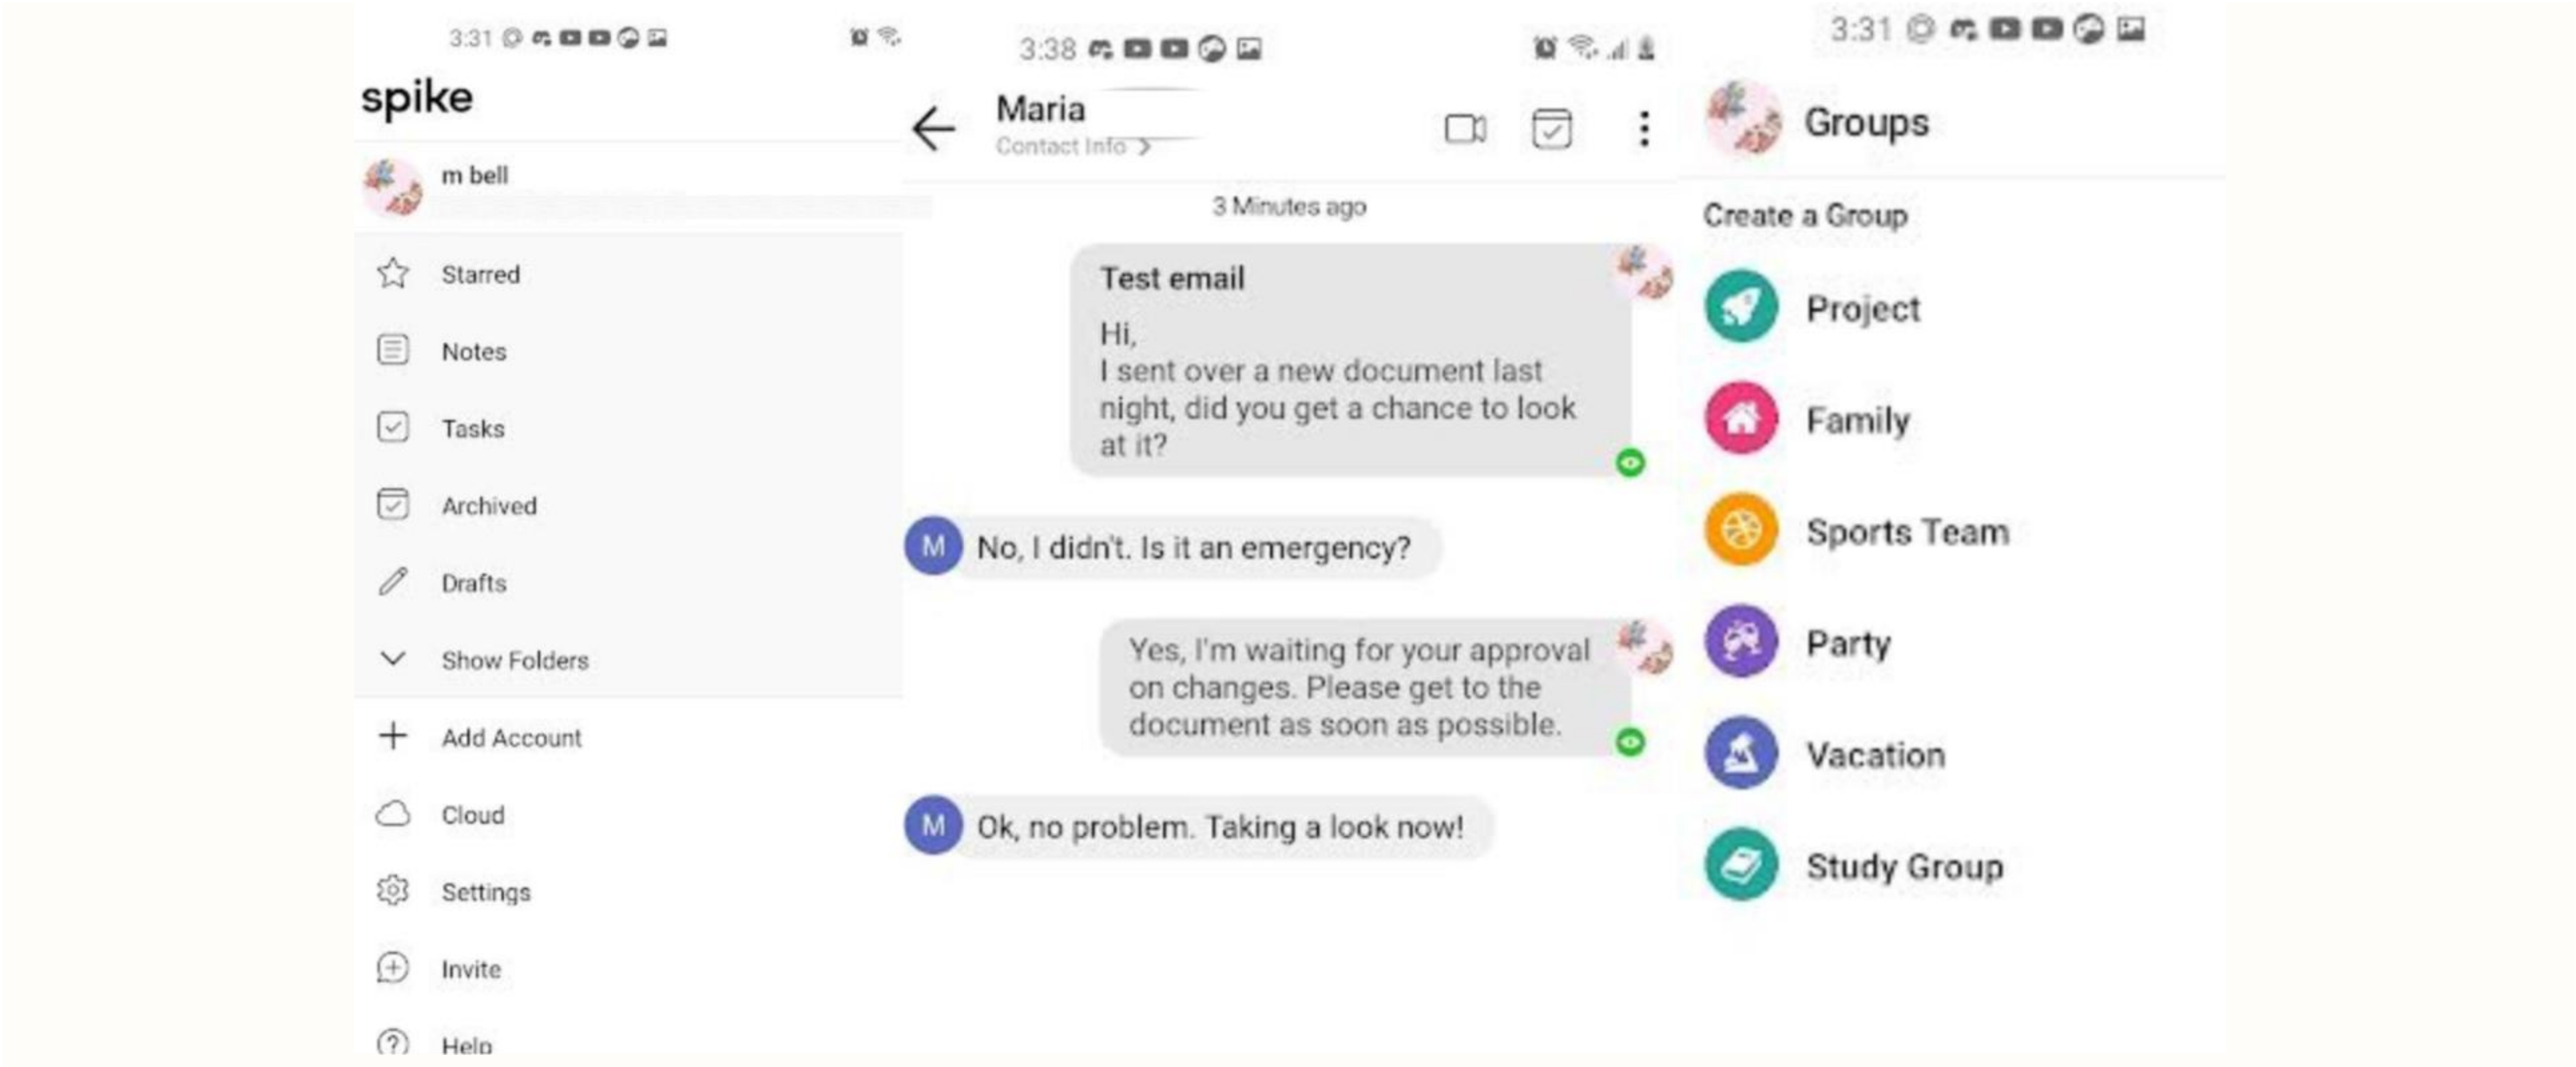 3:31
spike
m bell
Starred
Notes
Tasks
Archived
Drafts
Show Folders
Add Account
Cloud
Settings
Invite
Help
3:38
Maria
Contact Info >
3 Minutes ago
Test email
Hi,
I sent over a new document last
night, did you get a chance to look
at it?
M
No, I didn't. Is it an emergency?
Yes, I'm waiting for your approval
on changes. Please get to the
document as soon as possible.
M
Ok, no problem. Taking a look now!
3:31
Groups
Create a Group
Project
Family
Sports Team
Party
Vacation
Study Group